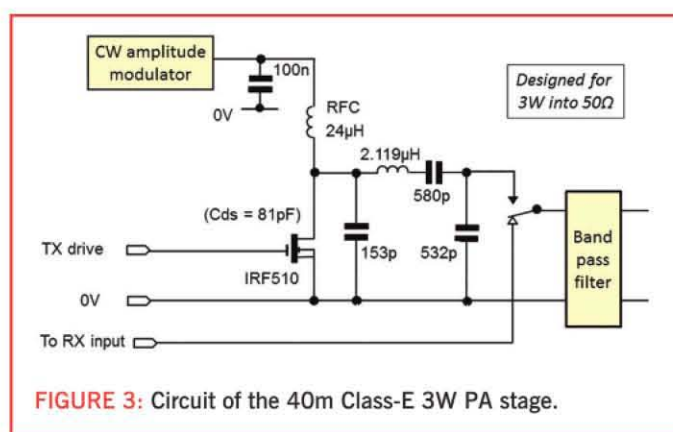 CW amplitude
modulator
100n
0V
RFC
24µH
Designed for
3W into 50Ω
2.119µH
580p
(Cds = 81pF)
TX drive
153p
532p
Band
pass
filter
IRF510
0V
To RX input
FIGURE 3: Circuit of the 40m Class-E 3W PA stage.